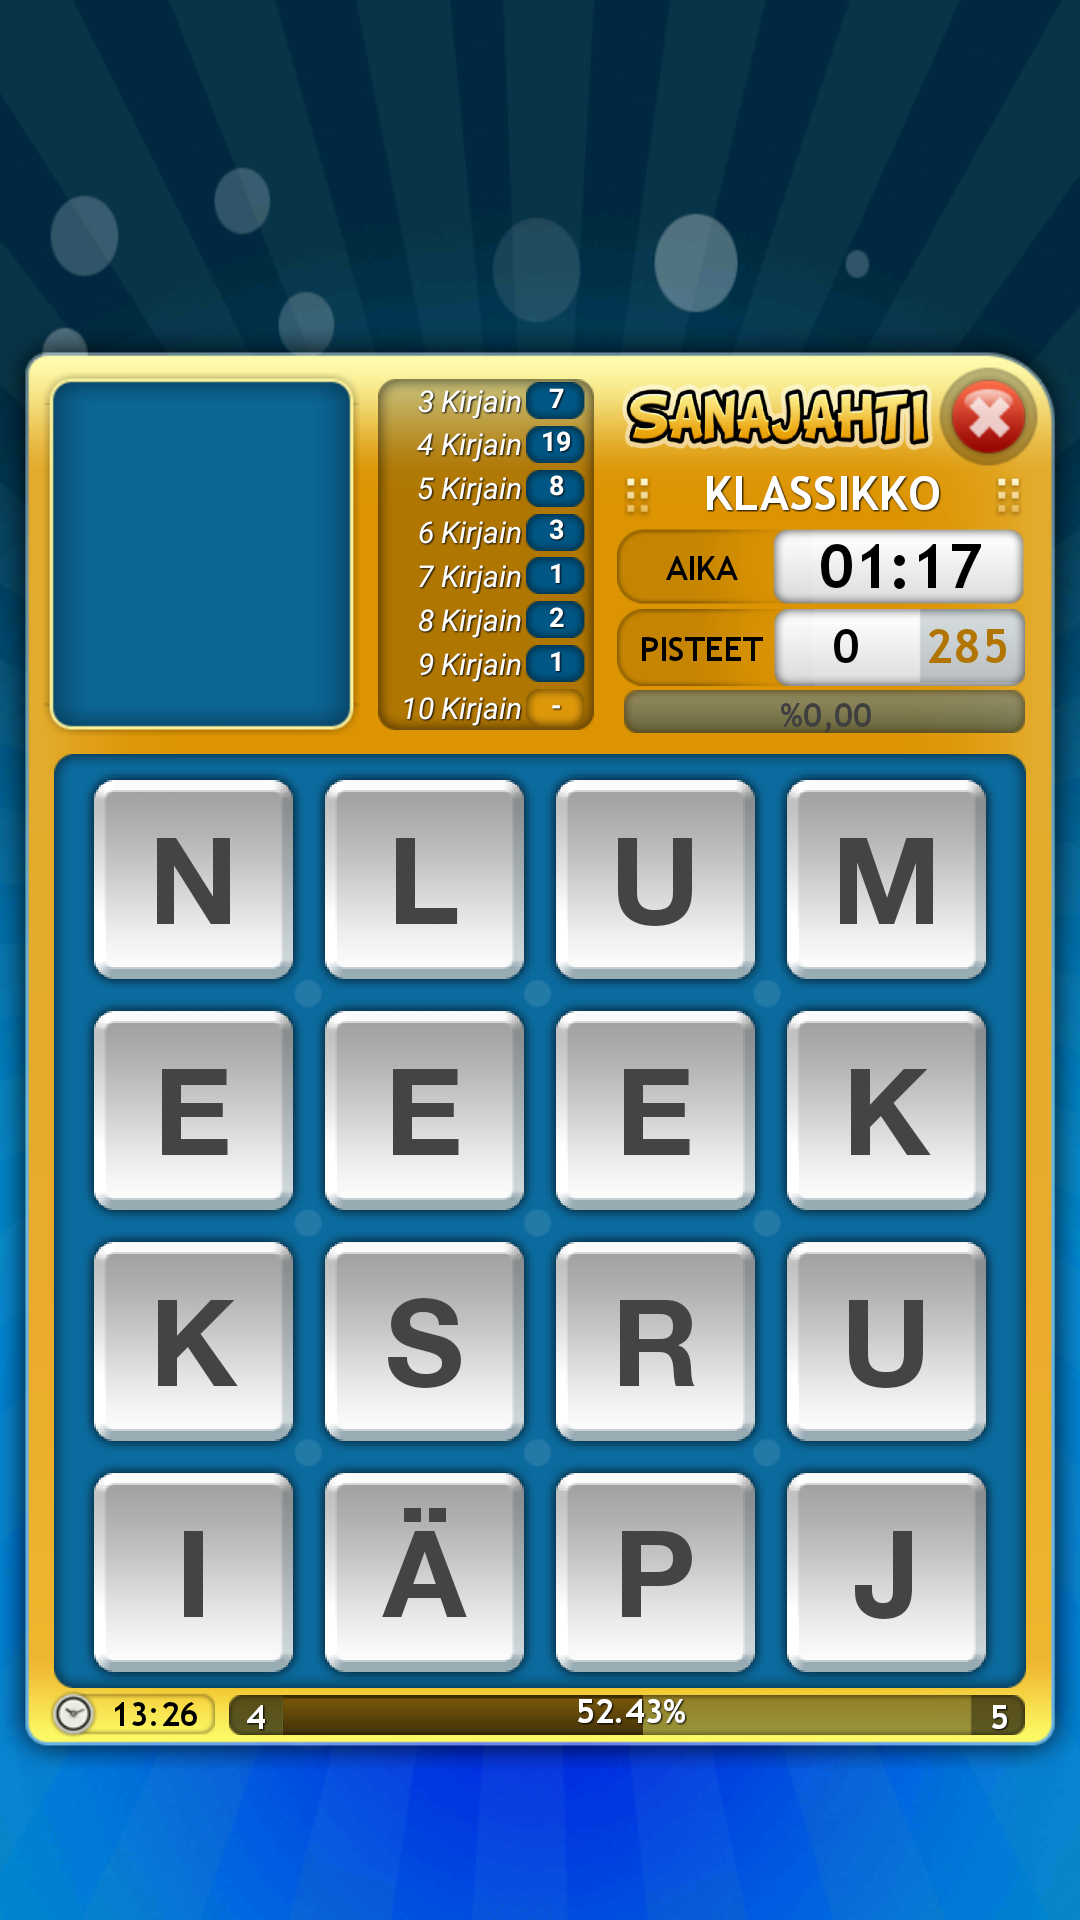 3 Kirjain 7
4 Kirjain 19
5 Kirjain 8
6 Kirjain 3
7 Kirjain 1
8 Kirjain 2
9 Kirjain 1
10 Kirjain -
SANAJAHTI
KLASSIKKO
AIKA 01:17
PISTEET 0 285
%0,00
N L U M
E E E K
K S R U
I Ä P J
13:26 4 52.43% 5